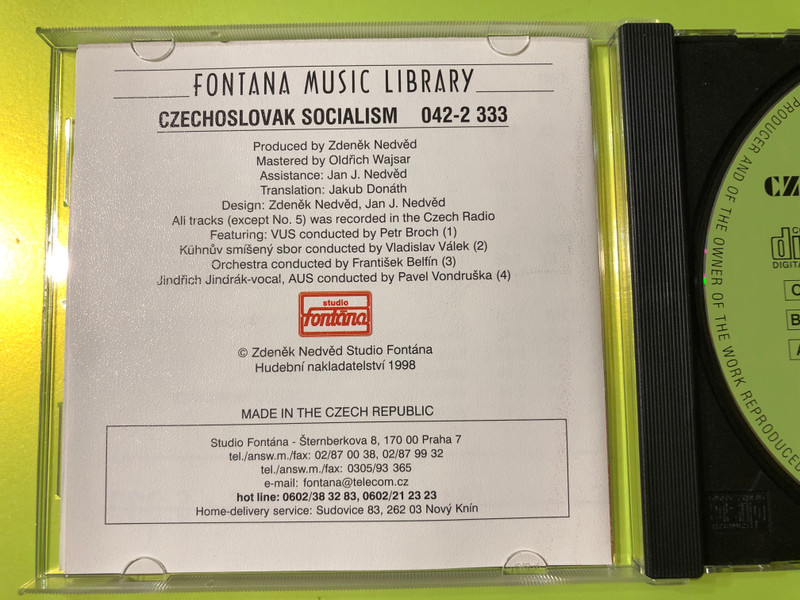 FONTANA MUSIC LIBRARY
CZECHOSLOVAK SOCIALISM 042-2 333
Produced by Zdeněk Nedvěd
Mastered by Oldřich Wajsar
Assistance: Jan J. Nedvěd
Translation: Jakub Donáth
Design: Zdeněk Nedvěd, Jan J. Nedvěd
All tracks (except No. 5) was recorded in the Czech Radio
Featuring: VUS conducted by Petr Broch (1)
Kühnův smíšený sbor conducted by Vladislav Válek (2)
Orchestra conducted by František Belfín (3)
Jindřich Jindrák-vocal, AUS conducted by Pavel Vondruška (4)
studio
fontána
© Zdeněk Nedvěd Studio Fontána
Hudební nakladatelství 1998
MADE IN THE CZECH REPUBLIC
Studio Fontána - Šternberkova 8, 170 00 Praha 7
tel./answ.m./fax: 02/87 00 38, 02/87 99 32
tel./answ.m./fax: 0305/93 365
e-mail: fontana@telecom.cz
hot line: 0602/38 32 83, 0602/21 23 23
Home-delivery service: Sudovice 83, 262 03 Nový Knín
PRODUCER AND OF THE OWNER OF THE WORK REPRODUCED
CZ
DIGITA